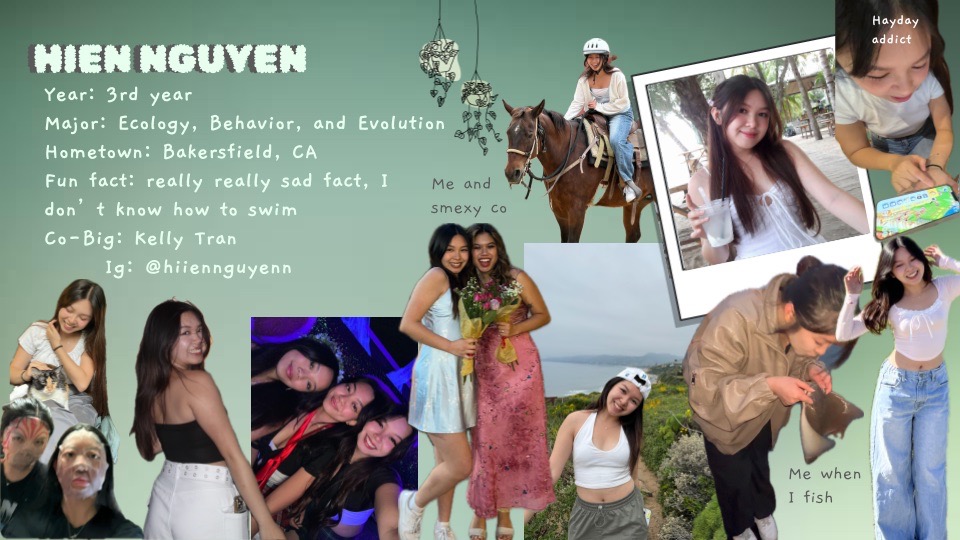 HIEN NGUYEN
Year: 3rd year
Major: Ecology, Behavior, and Evolution
Hometown: Bakersfield, CA
Fun fact: really really sad fact, I
don't know how to swim
Co-Big: Kelly Tran
Ig: @hiiennguyenn
Me and
smexy co
Hayday
addict
Me when
I fish